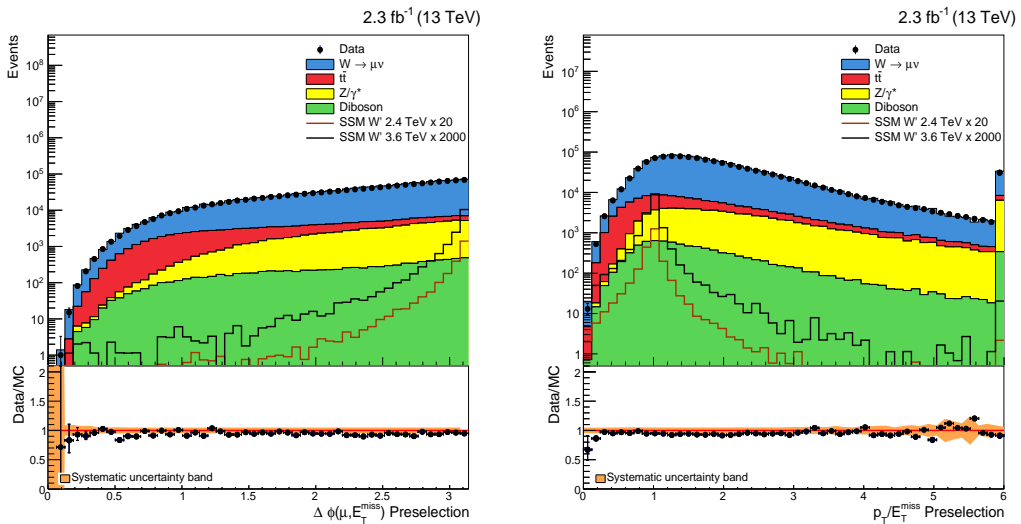 2.3 fb⁻¹ (13 TeV)
Events
Data
W → μν
tt̄
Z/γ*
Diboson
SSM W' 2.4 TeV x 20
SSM W' 3.6 TeV x 2000
10⁸
10⁷
10⁶
10⁵
10⁴
10³
10²
10
1
Data/MC
2
1.5
1
0.5
0
Systematic uncertainty band
0 0.5 1 1.5 2 2.5 3
Δ ϕ(μ,E_T^miss) Preselection
2.3 fb⁻¹ (13 TeV)
Events
Data
W → μν
tt̄
Z/γ*
Diboson
SSM W' 2.4 TeV x 20
SSM W' 3.6 TeV x 2000
10⁷
10⁶
10⁵
10⁴
10³
10²
10
1
Data/MC
2
1.5
1
0.5
0
Systematic uncertainty band
0 1 2 3 4 5 6
p_T/E_T^miss Preselection